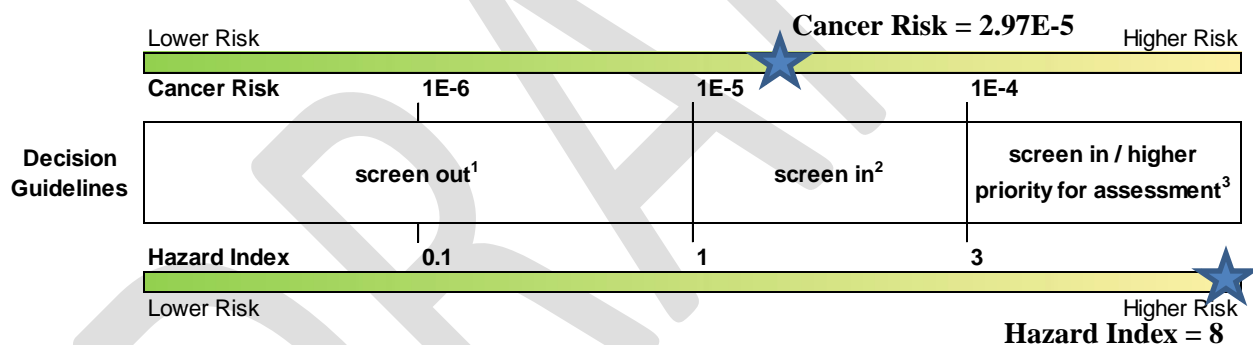 Cancer Risk = 2.97E-5
Lower Risk Higher Risk
Cancer Risk 1E-6 1E-5 1E-4
Decision
Guidelines
screen out1
screen in2
screen in / higher
priority for assessment3
Hazard Index 0.1 1 3
Lower Risk Higher Risk
Hazard Index = 8